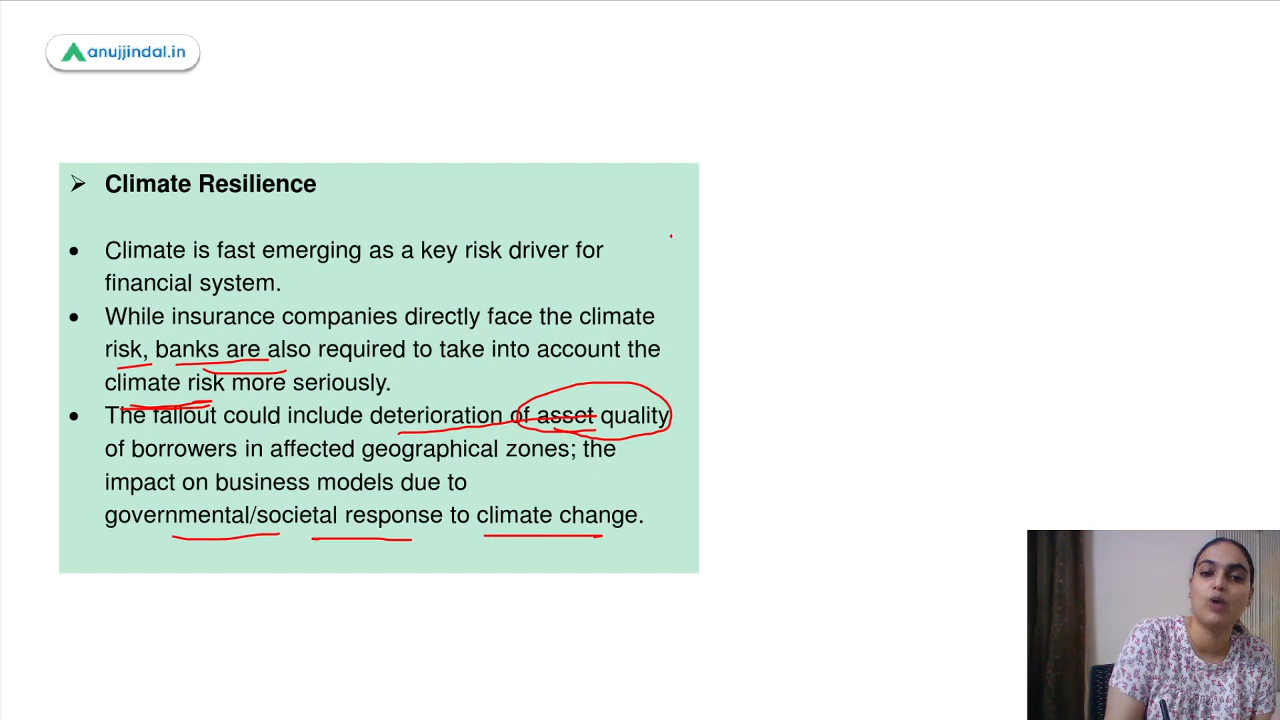 anujjindal.in
➢ Climate Resilience
• Climate is fast emerging as a key risk driver for
financial system.
• While insurance companies directly face the climate
risk, banks are also required to take into account the
climate risk more seriously.
• The fallout could include deterioration of asset quality
of borrowers in affected geographical zones; the
impact on business models due to
governmental/societal response to climate change.